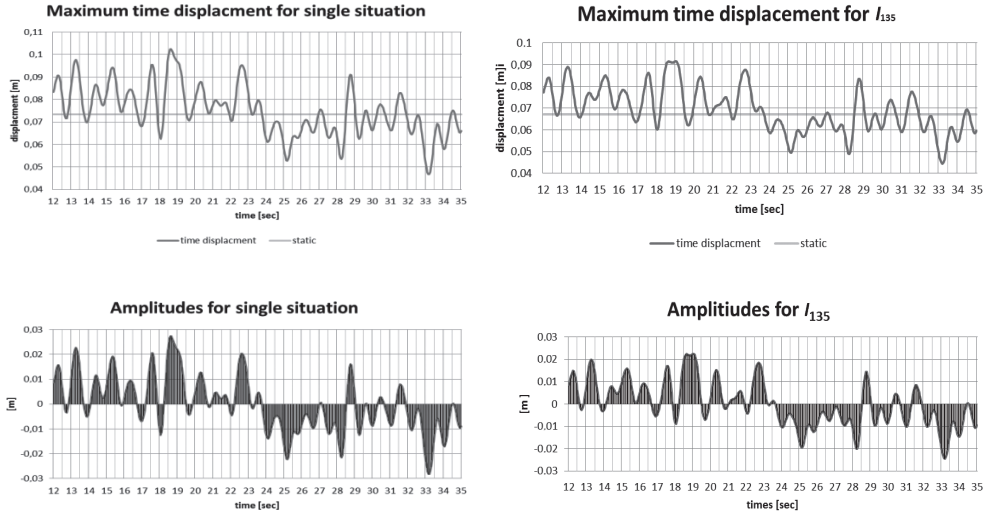 Maximum time displacment for single situation
0,11
0,1
0,09
0,08
0,07
0,06
0,05
0,04
displacment [m]
12 13 14 15 16 17 18 19 20 21 22 23 24 25 26 27 28 29 30 31 32 33 34 35
time [sec]
time displacment static
Maximum time displacement for I135
0.1
0.09
0.08
0.07
0.06
0.05
0.04
displacment [m]i
12 13 14 15 16 17 18 19 20 21 22 23 24 25 26 27 28 29 30 31 32 33 34 35
time [sec]
time displacment static
Amplitudes for single situation
0,03
0,02
0,01
0
-0,01
-0,02
-0,03
[m]
12 13 14 15 16 17 18 19 20 21 22 23 24 25 26 27 28 29 30 31 32 33 34 35
time [sec]
Amplitiudes for I135
0.03
0.02
0.01
0
-0.01
-0.02
-0.03
[m ]
12 13 14 15 16 17 18 19 20 21 22 23 24 25 26 27 28 29 30 31 32 33 34 35
times [sec]